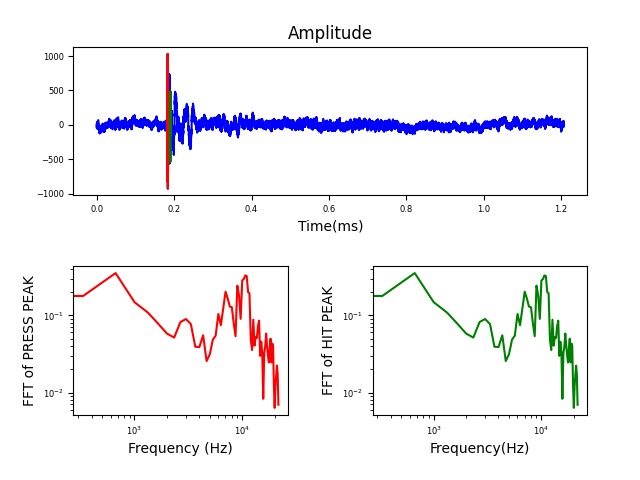 Amplitude
1000
500
0
−500
−1000
0.0 0.2 0.4 0.6 0.8 1.0 1.2
Time(ms)
FFT of PRESS PEAK
10⁻¹
10⁻²
10³ 10⁴
Frequency (Hz)
FFT of HIT PEAK
10⁻¹
10⁻²
10³ 10⁴
Frequency(Hz)